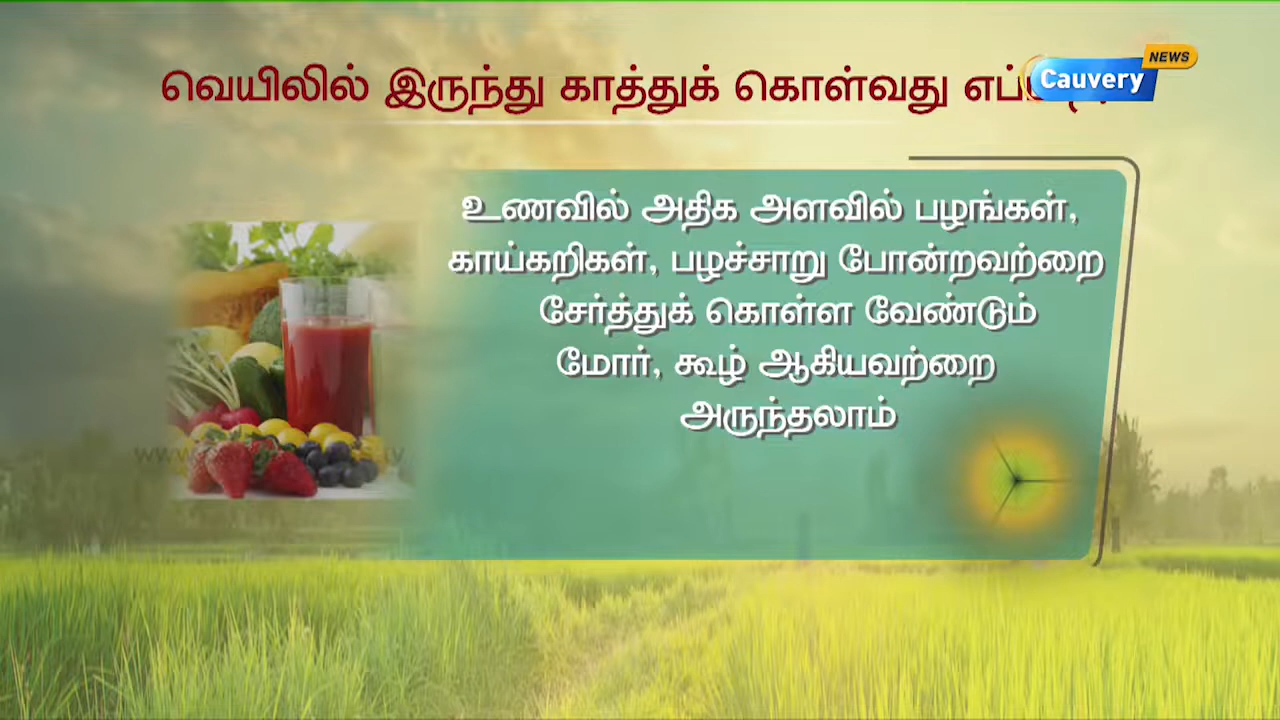 வெயிலில் இருந்து காத்துக் கொள்வது
Cauvery NEWS
உணவில் அதிக அளவில் பழங்கள்,
காய்கறிகள், பழச்சாறு போன்றவற்றை
சேர்த்துக் கொள்ள வேண்டும்
மோர், கூழ் ஆகியவற்றை
அருந்தலாம்